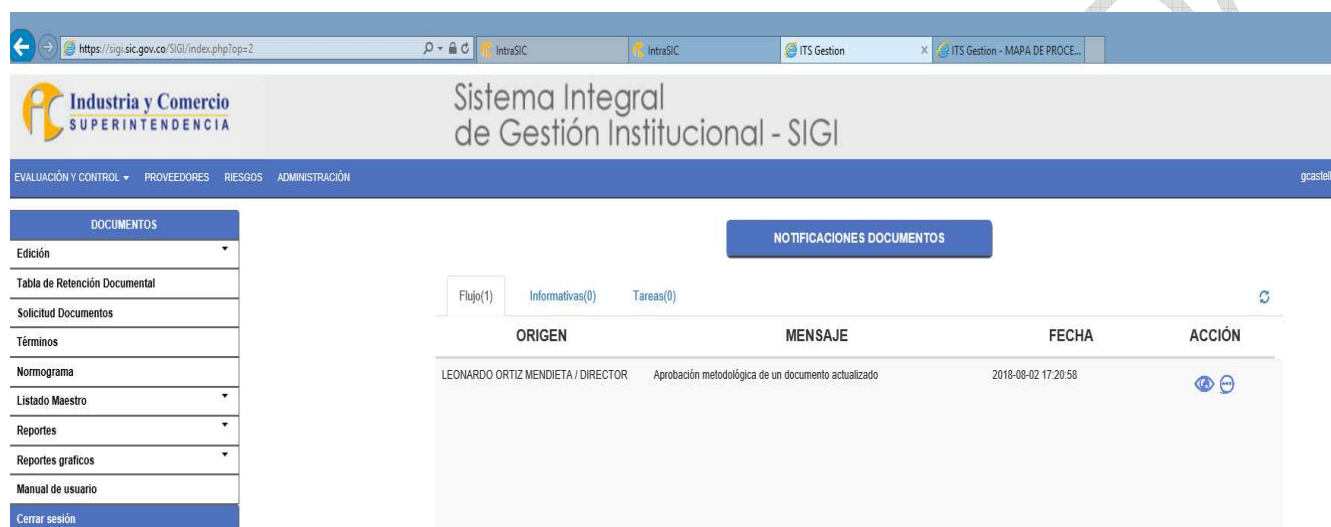 https://sigi.sic.gov.co/SIGI/index.php?op=2
IntraSIC
IntraSIC
ITS Gestion
ITS Gestion - MAPA DE PROCE...
Industria y Comercio
SUPERINTENDENCIA
Sistema Integral
de Gestión Institucional - SIGI
EVALUACIÓN Y CONTROL PROVEEDORES RIESGOS ADMINISTRACIÓN
gcastell
DOCUMENTOS
Edición
Tabla de Retención Documental
Solicitud Documentos
Términos
Normograma
Listado Maestro
Reportes
Reportes graficos
Manual de usuario
Cerrar sesión
NOTIFICACIONES DOCUMENTOS
Flujo(1) Informativas(0) Tareas(0)
ORIGEN MENSAJE FECHA ACCIÓN
LEONARDO ORTIZ MENDIETA / DIRECTOR Aprobación metodológica de un documento actualizado 2018-08-02 17:20:58